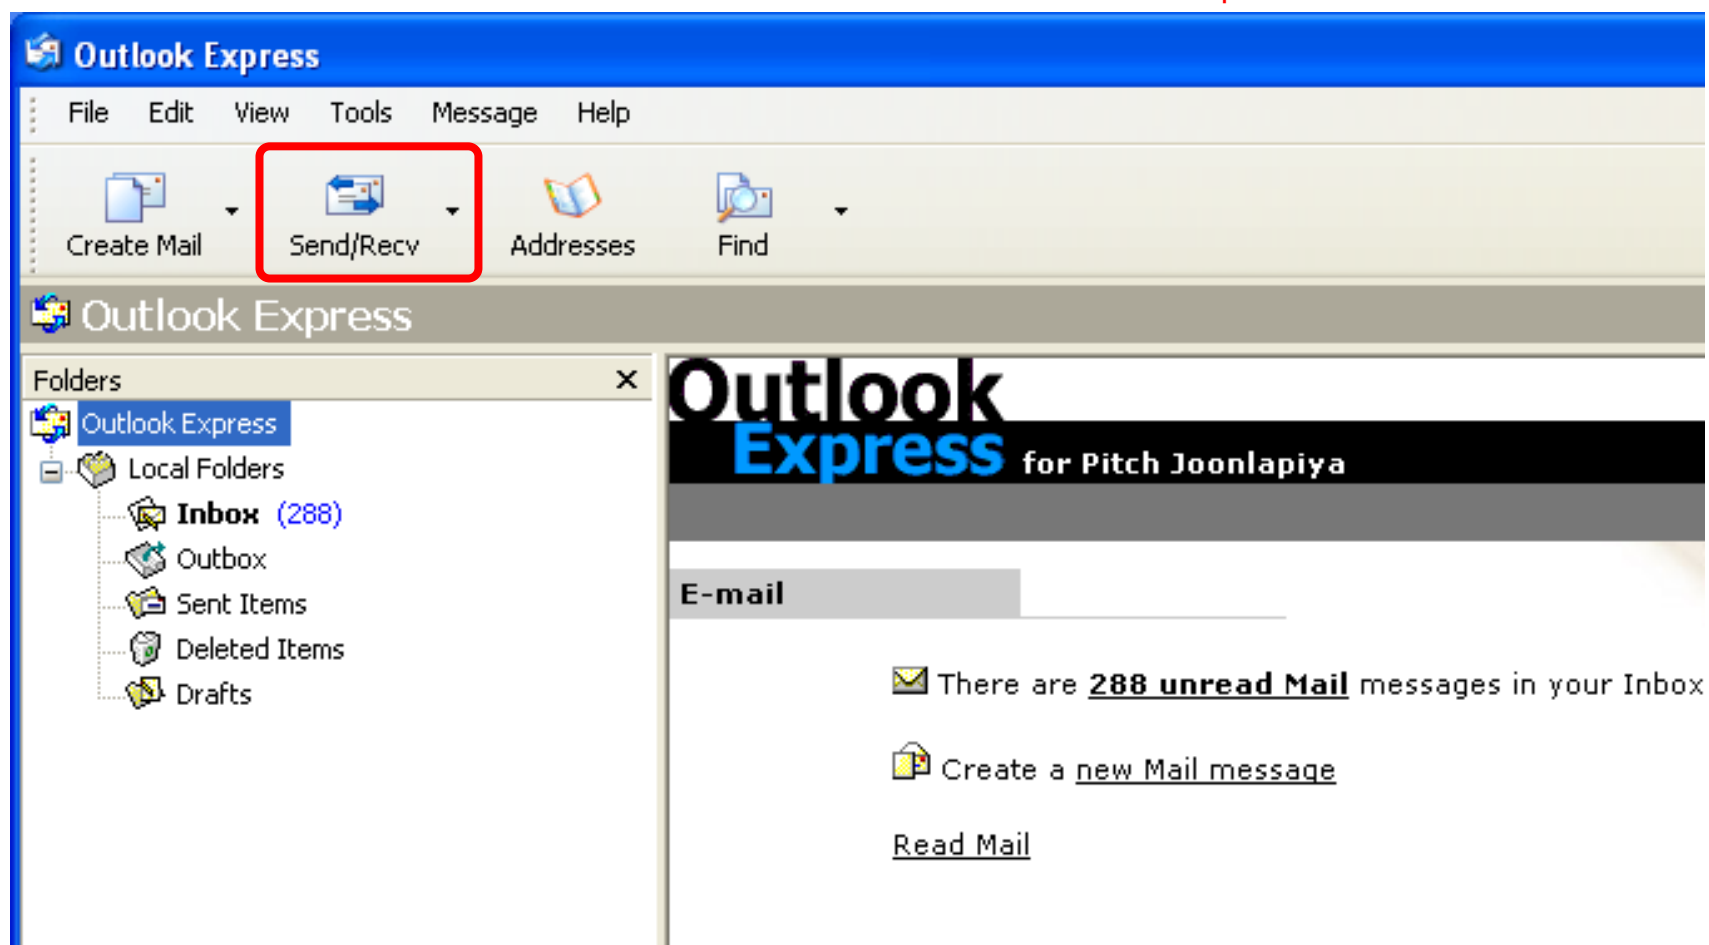 Outlook Express
File Edit View Tools Message Help
Create Mail Send/Recv Addresses Find
Outlook Express
Folders
Outlook Express
Local Folders
Inbox (288)
Outbox
Sent Items
Deleted Items
Drafts
Outlook
Express for Pitch Joonlapiya
E-mail
There are 288 unread Mail messages in your Inbox
Create a new Mail message
Read Mail